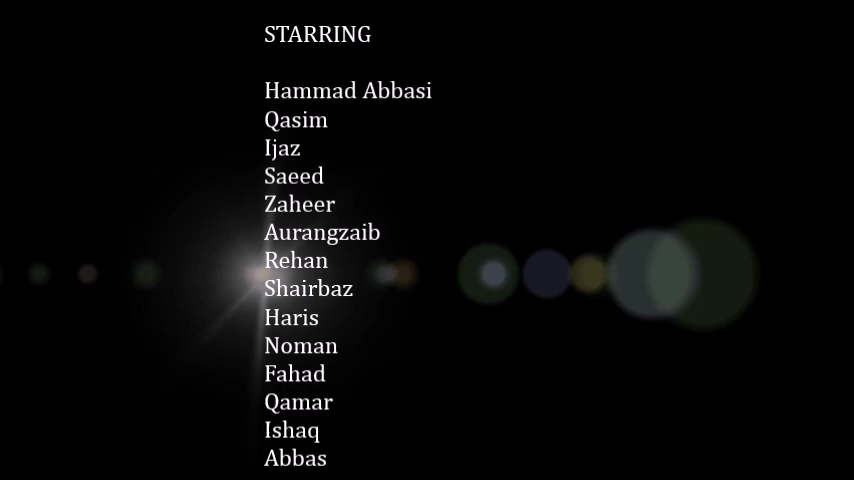 STARRING
Hammad Abbasi
Qasim
Ijaz
Saeed
Zaheer
Aurangzaib
Rehan
Shairbaz
Haris
Noman
Fahad
Qamar
Ishaq
Abbas